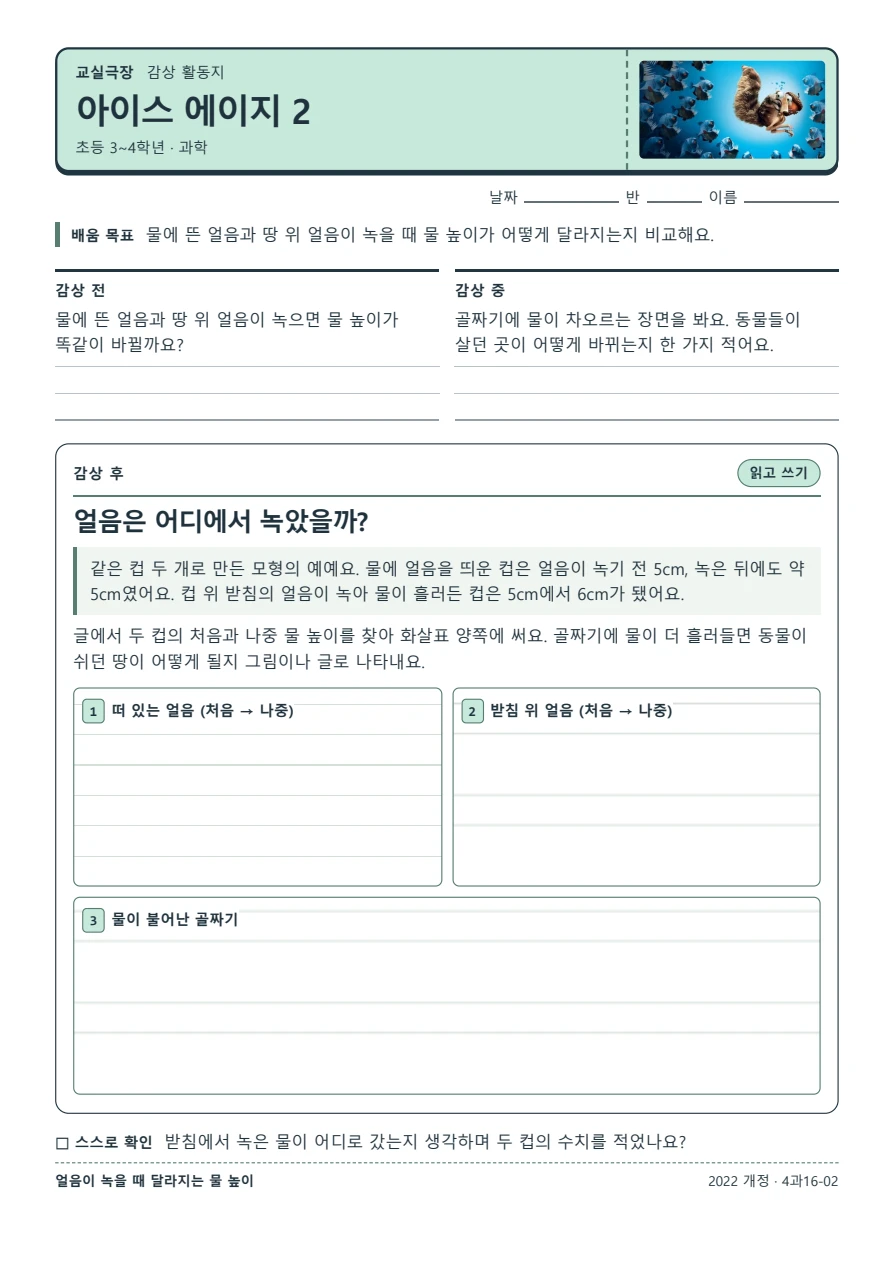 교실극장 감상 활동지
아이스 에이지 2
초등 3~4학년 · 과학
날짜 반 이름
배움 목표 물에 뜬 얼음과 땅 위 얼음이 녹을 때 물 높이가 어떻게 달라지는지 비교해요.
감상 전
물에 뜬 얼음과 땅 위 얼음이 녹으면 물 높이가
똑같이 바뀔까요?
감상 중
골짜기에 물이 차오르는 장면을 봐요. 동물들이
살던 곳이 어떻게 바뀌는지 한 가지 적어요.
감상 후
읽고 쓰기
얼음은 어디에서 녹았을까?
같은 컵 두 개로 만든 모형의 예예요. 물에 얼음을 띄운 컵은 얼음이 녹기 전 5cm, 녹은 뒤에도 약
5cm였어요. 컵 위 받침의 얼음이 녹아 물이 흘러든 컵은 5cm에서 6cm가 됐어요.
글에서 두 컵의 처음과 나중 물 높이를 찾아 화살표 양쪽에 써요. 골짜기에 물이 더 흘러들면 동물이
쉬던 땅이 어떻게 될지 그림이나 글로 나타내요.
1 떠 있는 얼음 (처음 → 나중)
2 받침 위 얼음 (처음 → 나중)
3 물이 불어난 골짜기
□ 스스로 확인 받침에서 녹은 물이 어디로 갔는지 생각하며 두 컵의 수치를 적었나요?
얼음이 녹을 때 달라지는 물 높이
2022 개정 · 4과16-02